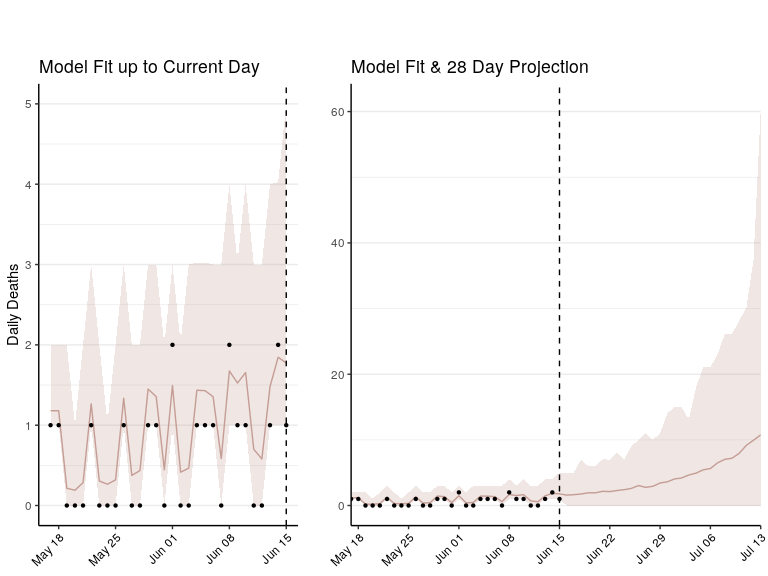 Model Fit up to Current Day
Daily Deaths
5
4
3
2
1
0
May 18
May 25
Jun 01
Jun 08
Jun 15
Model Fit & 28 Day Projection
60
40
20
0
May 18
May 25
Jun 01
Jun 08
Jun 15
Jun 22
Jun 29
Jul 06
Jul 13